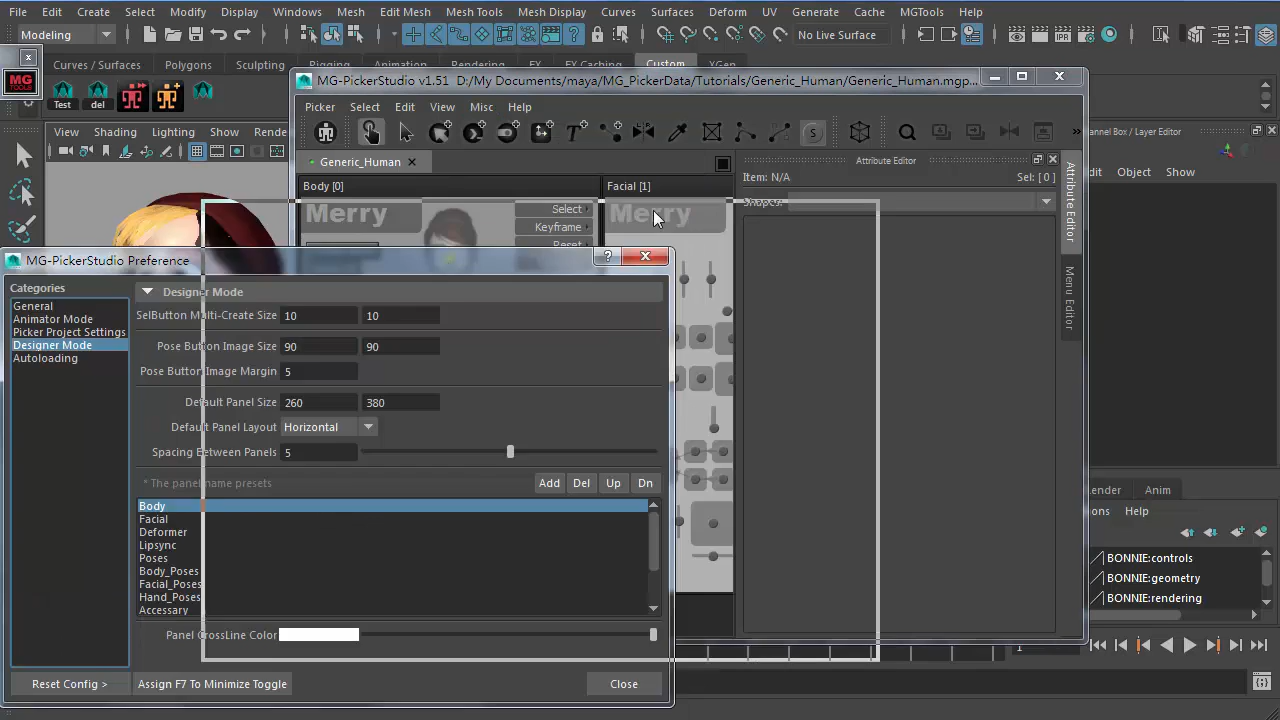 File Edit Create Select Modify Display Windows Mesh Edit Mesh Mesh Tools Mesh Display Curves Surfaces Deform UV Generate Cache MGTools Help
Modeling No Live Surface
Curves / Surfaces Polygons Sculpting Rigging Animation Rendering FX FX Caching Custom XGen
MG TOOLS Test del
MG-PickerStudio v1.51 D:/My Documents/maya/MG_PickerData/Tutorials/Generic_Human/Generic_Human.mgp...
Picker Select Edit View Misc Help
View Shading Lighting Show
Channel Box / Layer Editor
Object Show
Generic_Human
Attribute Editor
Item: N/A Sel: [ 0 ]
Body [0] Facial [1]
Shapes:
Merry Select Merry
Keyframe
Reset
Attribute Editor
Menu Editor
MG-PickerStudio Preference
Categories
General
Animator Mode
Picker Project Settings
Designer Mode
Autoloading
Designer Mode
SelButton Multi-Create Size 10 10
Pose Button Image Size 90 90
Pose Button Image Margin 5
Default Panel Size 260 380
Default Panel Layout Horizontal
Spacing Between Panels 5
* The panel name presets Add Del Up Dn
Body
Facial
Deformer
Lipsync
Poses
Body_Poses
Facial_Poses
Hand_Poses
Accessary
Panel CrossLine Color
Reset Config > Assign F7 To Minimize Toggle Close
Anim
Help
BONNIE:controls
BONNIE:geometry
BONNIE:rendering
1